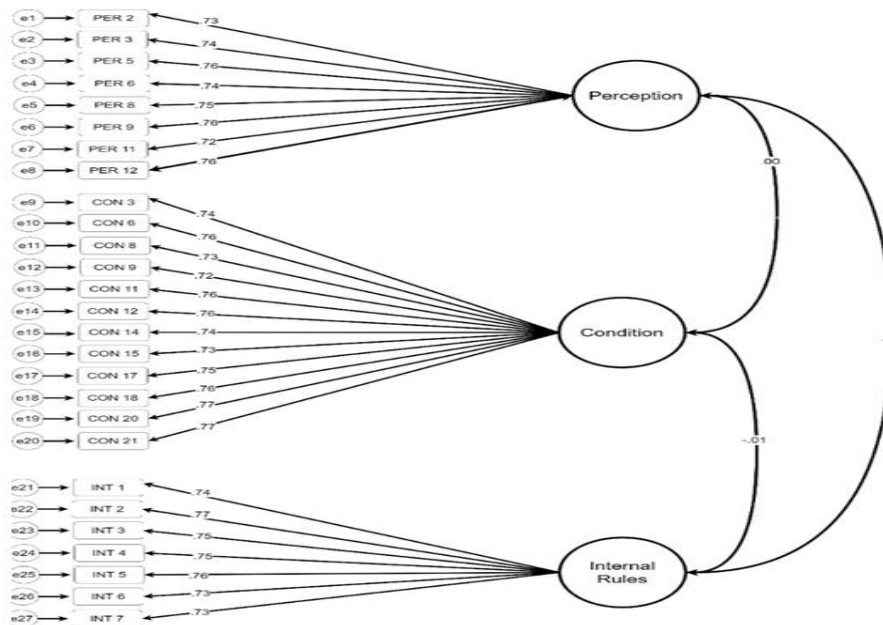 e1 PER 2 .73
e2 PER 3 .74
e3 PER 5 .76
e4 PER 6 .74
e5 PER 8 .75
e6 PER 9 .76
e7 PER 11 .72
e8 PER 12 .76
Perception
.00
e9 CON 3 .74
e10 CON 6 .76
e11 CON 8 .73
e12 CON 9 .72
e13 CON 11 .76
e14 CON 12 .76
e15 CON 14 .74
e16 CON 15 .73
e17 CON 17 .75
e18 CON 18 .76
e19 CON 20 .77
e20 CON 21 .77
Condition
-.01
e21 INT 1 .74
e22 INT 2 .77
e23 INT 3 .75
e24 INT 4 .75
e25 INT 5 .76
e26 INT 6 .73
e27 INT 7 .73
Internal
Rules